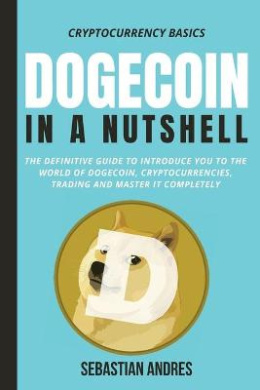 CRYPTOCURRENCY BASICS
DOGECOIN
IN A NUTSHELL
THE DEFINITIVE GUIDE TO INTRODUCE YOU TO THE
WORLD OF DOGECOIN, CRYPTOCURRENCIES,
TRADING AND MASTER IT COMPLETELY
D
SEBASTIAN ANDRES